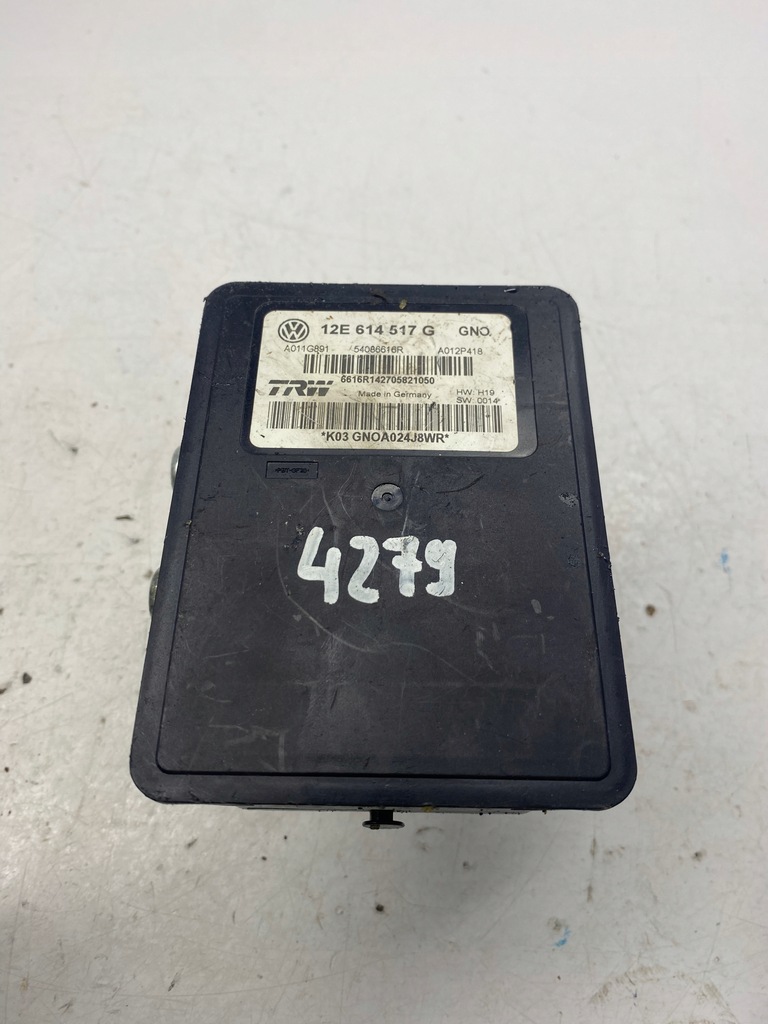 12E 614 517 G GNO.
A011G891 54086616R A012P418
6616R142705821050
TRW Made in Germany HW: H19
SW: 0014
*K03 GNOA024J8WR*
4279